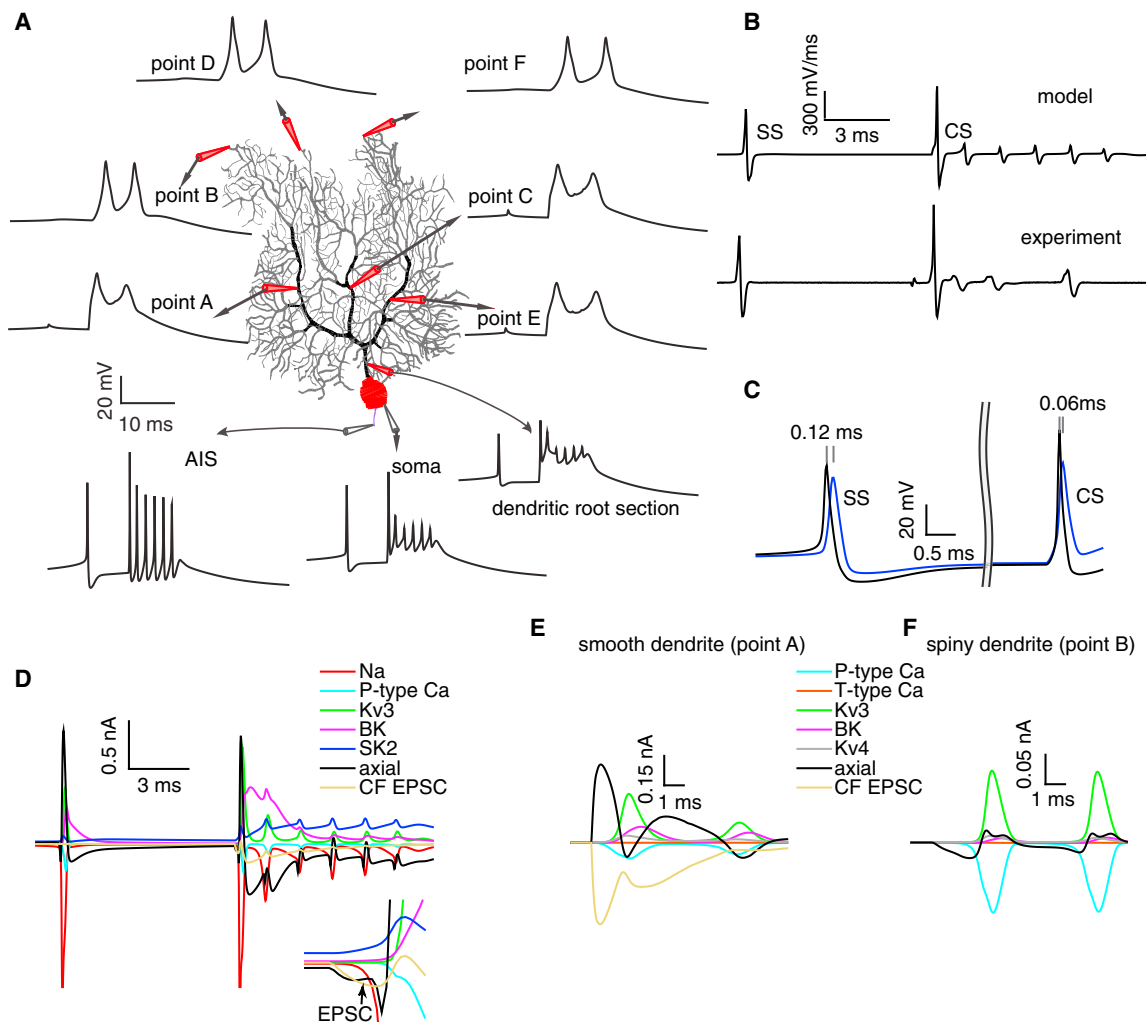 A
point D
point F
point B
point C
point A
point E
20 mV
10 ms
AIS
soma
dendritic root section
B
300 mV/ms
3 ms
model
SS
CS
experiment
C
0.12 ms
0.06ms
SS
CS
20 mV
0.5 ms
D
0.5 nA
3 ms
Na
P-type Ca
Kv3
BK
SK2
axial
CF EPSC
EPSC
E
smooth dendrite (point A)
0.15 nA
1 ms
P-type Ca
T-type Ca
Kv3
BK
Kv4
axial
CF EPSC
F
spiny dendrite (point B)
0.05 nA
1 ms